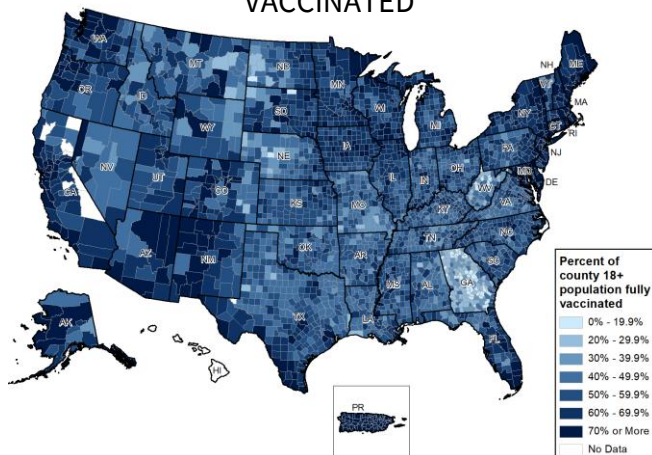 VACCINATED
WA
MT
ND
MN
ME
NH
VT
OR
ID
SD
WI
NY
MA
WY
MI
CT
RI
IA
PA
NJ
NV
NE
OH
UT
IL
IN
MD
DE
CA
CO
WV
VA
KS
MO
KY
NC
TN
AZ
NM
OK
AR
SC
MS
AL
GA
TX
LA
AK
FL
HI
PR
Percent of
county 18+
population fully
vaccinated
0% - 19.9%
20% - 29.9%
30% - 39.9%
40% - 49.9%
50% - 59.9%
60% - 69.9%
70% or More
No Data